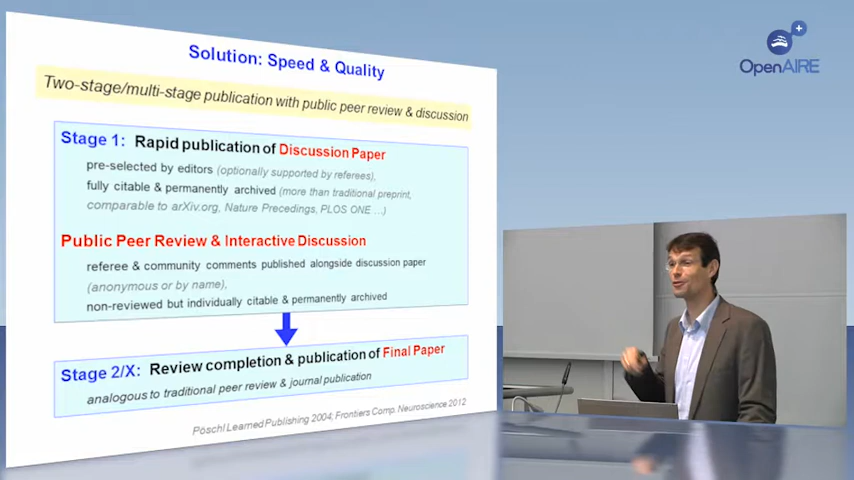 Solution: Speed & Quality
Two-stage/multi-stage publication with public peer review & discussion
Stage 1: Rapid publication of Discussion Paper
pre-selected by editors (optionally supported by referees),
fully citable & permanently archived (more than traditional preprint,
comparable to arXiv.org, Nature Precedings, PLOS ONE ...)
Public Peer Review & Interactive Discussion
referee & community comments published alongside discussion paper
(anonymous or by name),
non-reviewed but individually citable & permanently archived
Stage 2/X: Review completion & publication of Final Paper
analogous to traditional peer review & journal publication
Pöschl Learned Publishing 2004; Frontiers Comp. Neuroscience 2012
OpenAIRE